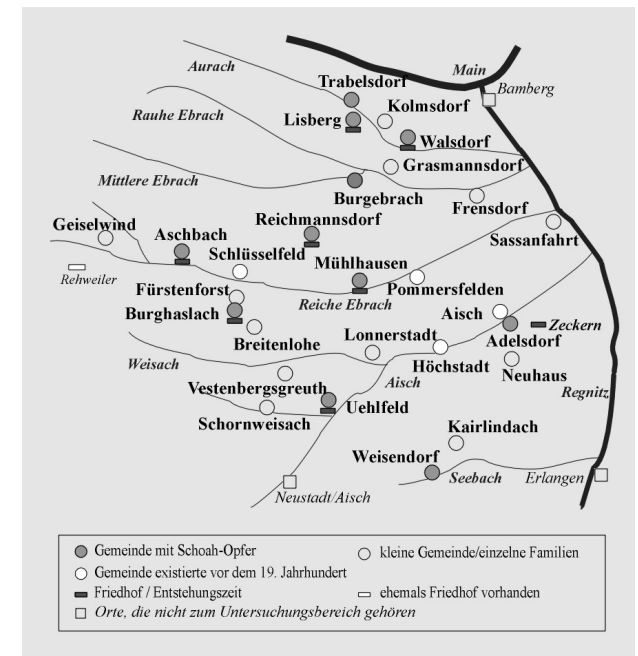 Aurach
Main
Trabelsdorf
Bamberg
Rauhe Ebrach
Kolmsdorf
Lisberg
Walsdorf
Grasmannsdorf
Mittlere Ebrach
Burgebrach
Frensdorf
Geiselwind
Reichmannsdorf
Aschbach
Sassanfahrt
Schlüsselfeld
Mühlhausen
Rehweiler
Pommersfelden
Fürstenforst
Reiche Ebrach
Aisch
Burghaslach
Zeckern
Breitenlohe
Lonnerstadt
Adelsdorf
Weisach
Höchstadt
Neuhaus
Aisch
Vestenbergsgreuth
Regnitz
Uehlfeld
Schornweisach
Kairlindach
Weisendorf
Seebach
Erlangen
Neustadt/Aisch
Gemeinde mit Schoah-Opfer
kleine Gemeinde/einzelne Familien
Gemeinde existierte vor dem 19. Jahrhundert
Friedhof / Entstehungszeit
ehemals Friedhof vorhanden
Orte, die nicht zum Untersuchungsbereich gehören